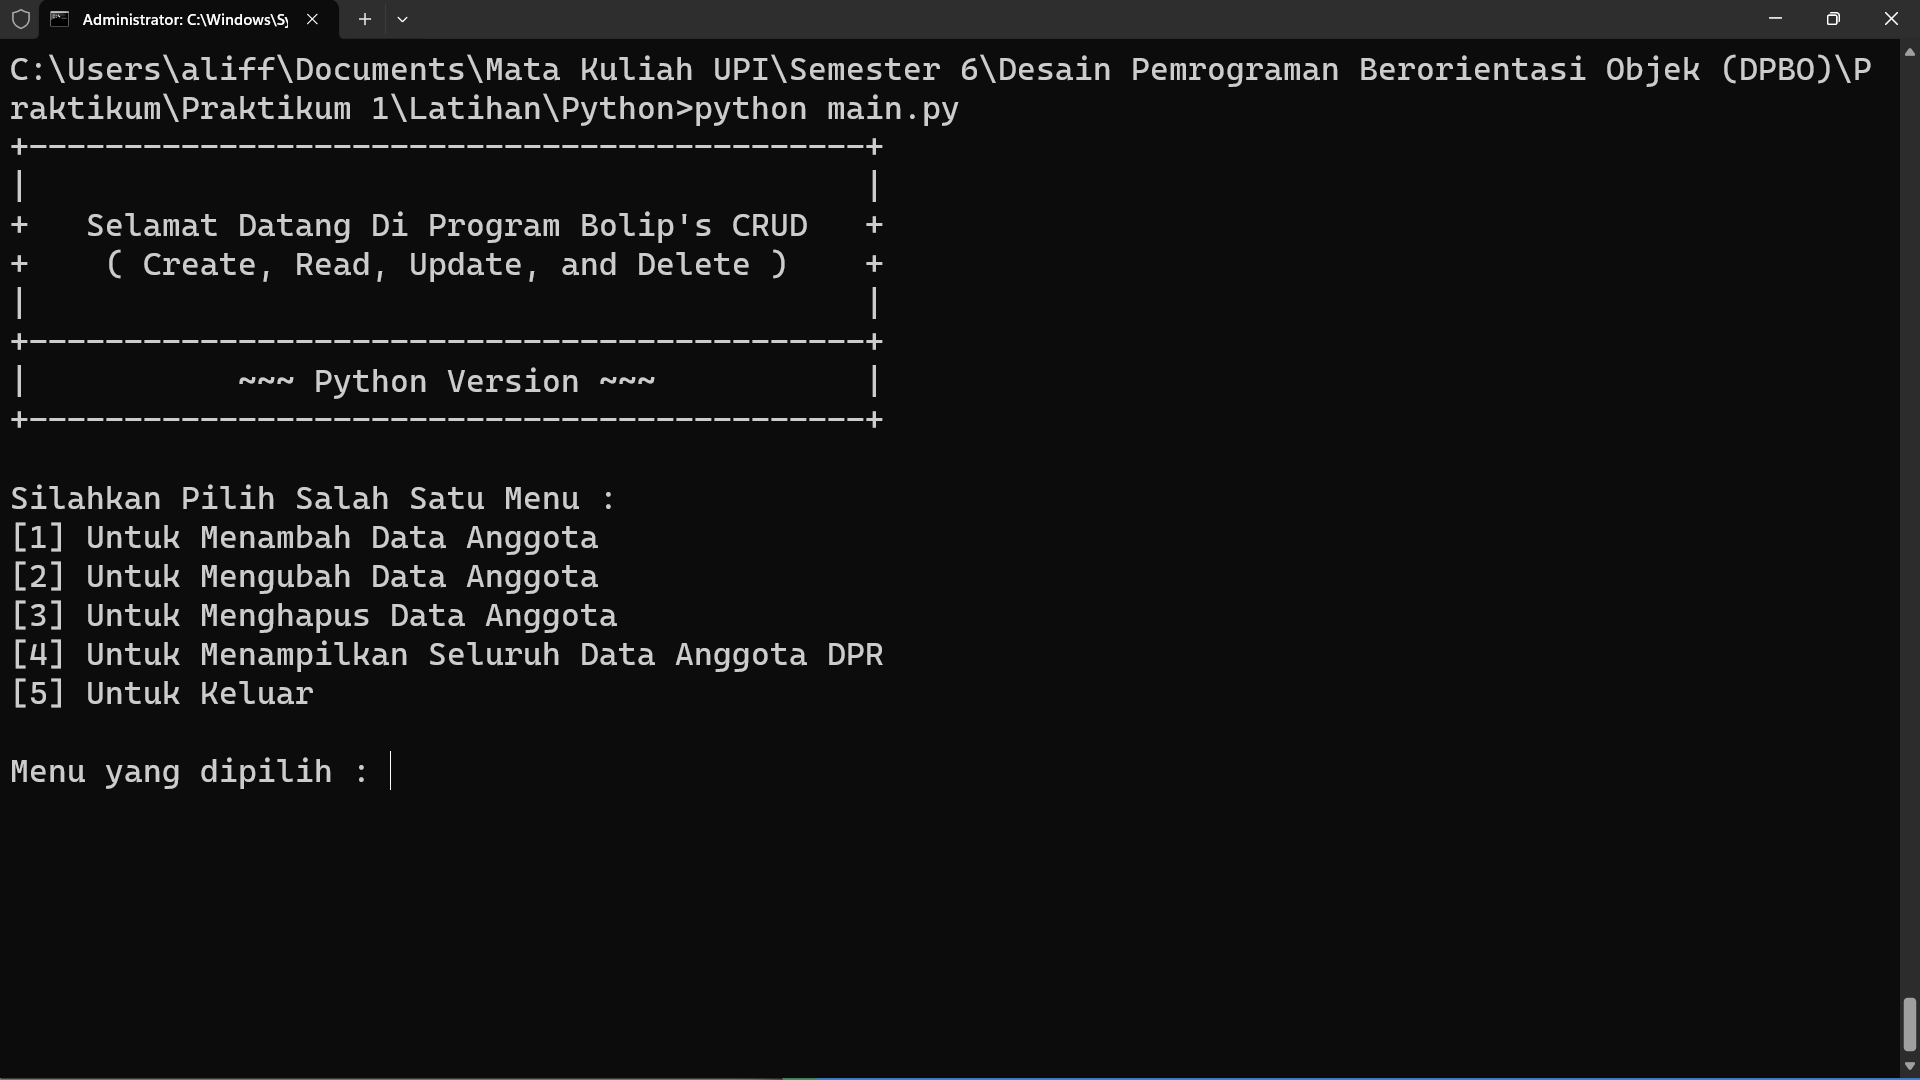 Administrator: C:\Windows\Sy
C:\Users\aliff\Documents\Mata Kuliah UPI\Semester 6\Desain Pemrograman Berorientasi Objek (DPBO)\P
raktikum\Praktikum 1\Latihan\Python>python main.py
+--------------------------------------------+
|                                            |
+   Selamat Datang Di Program Bolip's CRUD   +
+    ( Create, Read, Update, and Delete )    +
|                                            |
+--------------------------------------------+
|           ~~~ Python Version ~~~           |
+--------------------------------------------+
Silahkan Pilih Salah Satu Menu :
[1] Untuk Menambah Data Anggota
[2] Untuk Mengubah Data Anggota
[3] Untuk Menghapus Data Anggota
[4] Untuk Menampilkan Seluruh Data Anggota DPR
[5] Untuk Keluar
Menu yang dipilih :